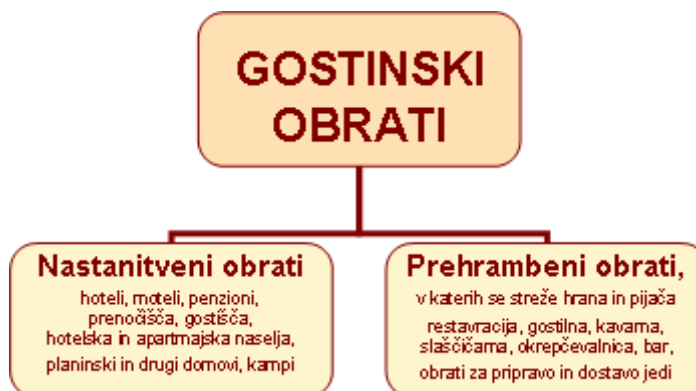 GOSTINSKI
OBRATI
Nastanitveni obrati
hoteli, moteli, penzioni,
prenočišča, gostišča,
hotelska in apartmajska naselja,
planinski in drugi domovi, kampi
Prehrambeni obrati,
v katerih se streže hrana in pijača
restavracija, gostilna, kavarna,
slaščičarna, okrepčevalnica, bar,
obrati za pripravo in dostavo jedi